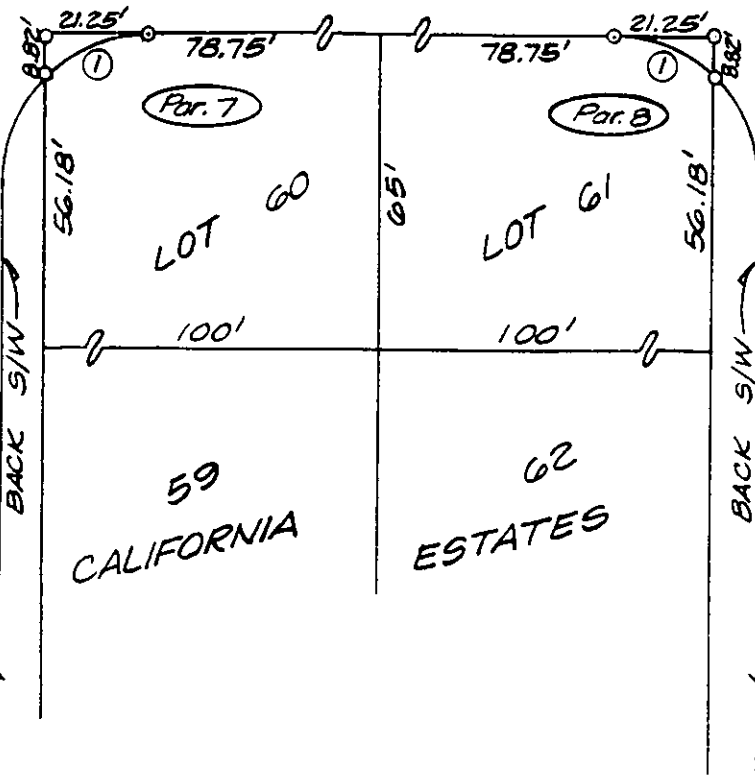 21.25' 21.25'
8.82' 78.75' 78.75' 8.82'
1 1
Par. 7 Par. 8
56.18' LOT 60 65' LOT 61 56.18'
100' 100'
BACK S/W BACK S/W
59 62
CALIFORNIA ESTATES